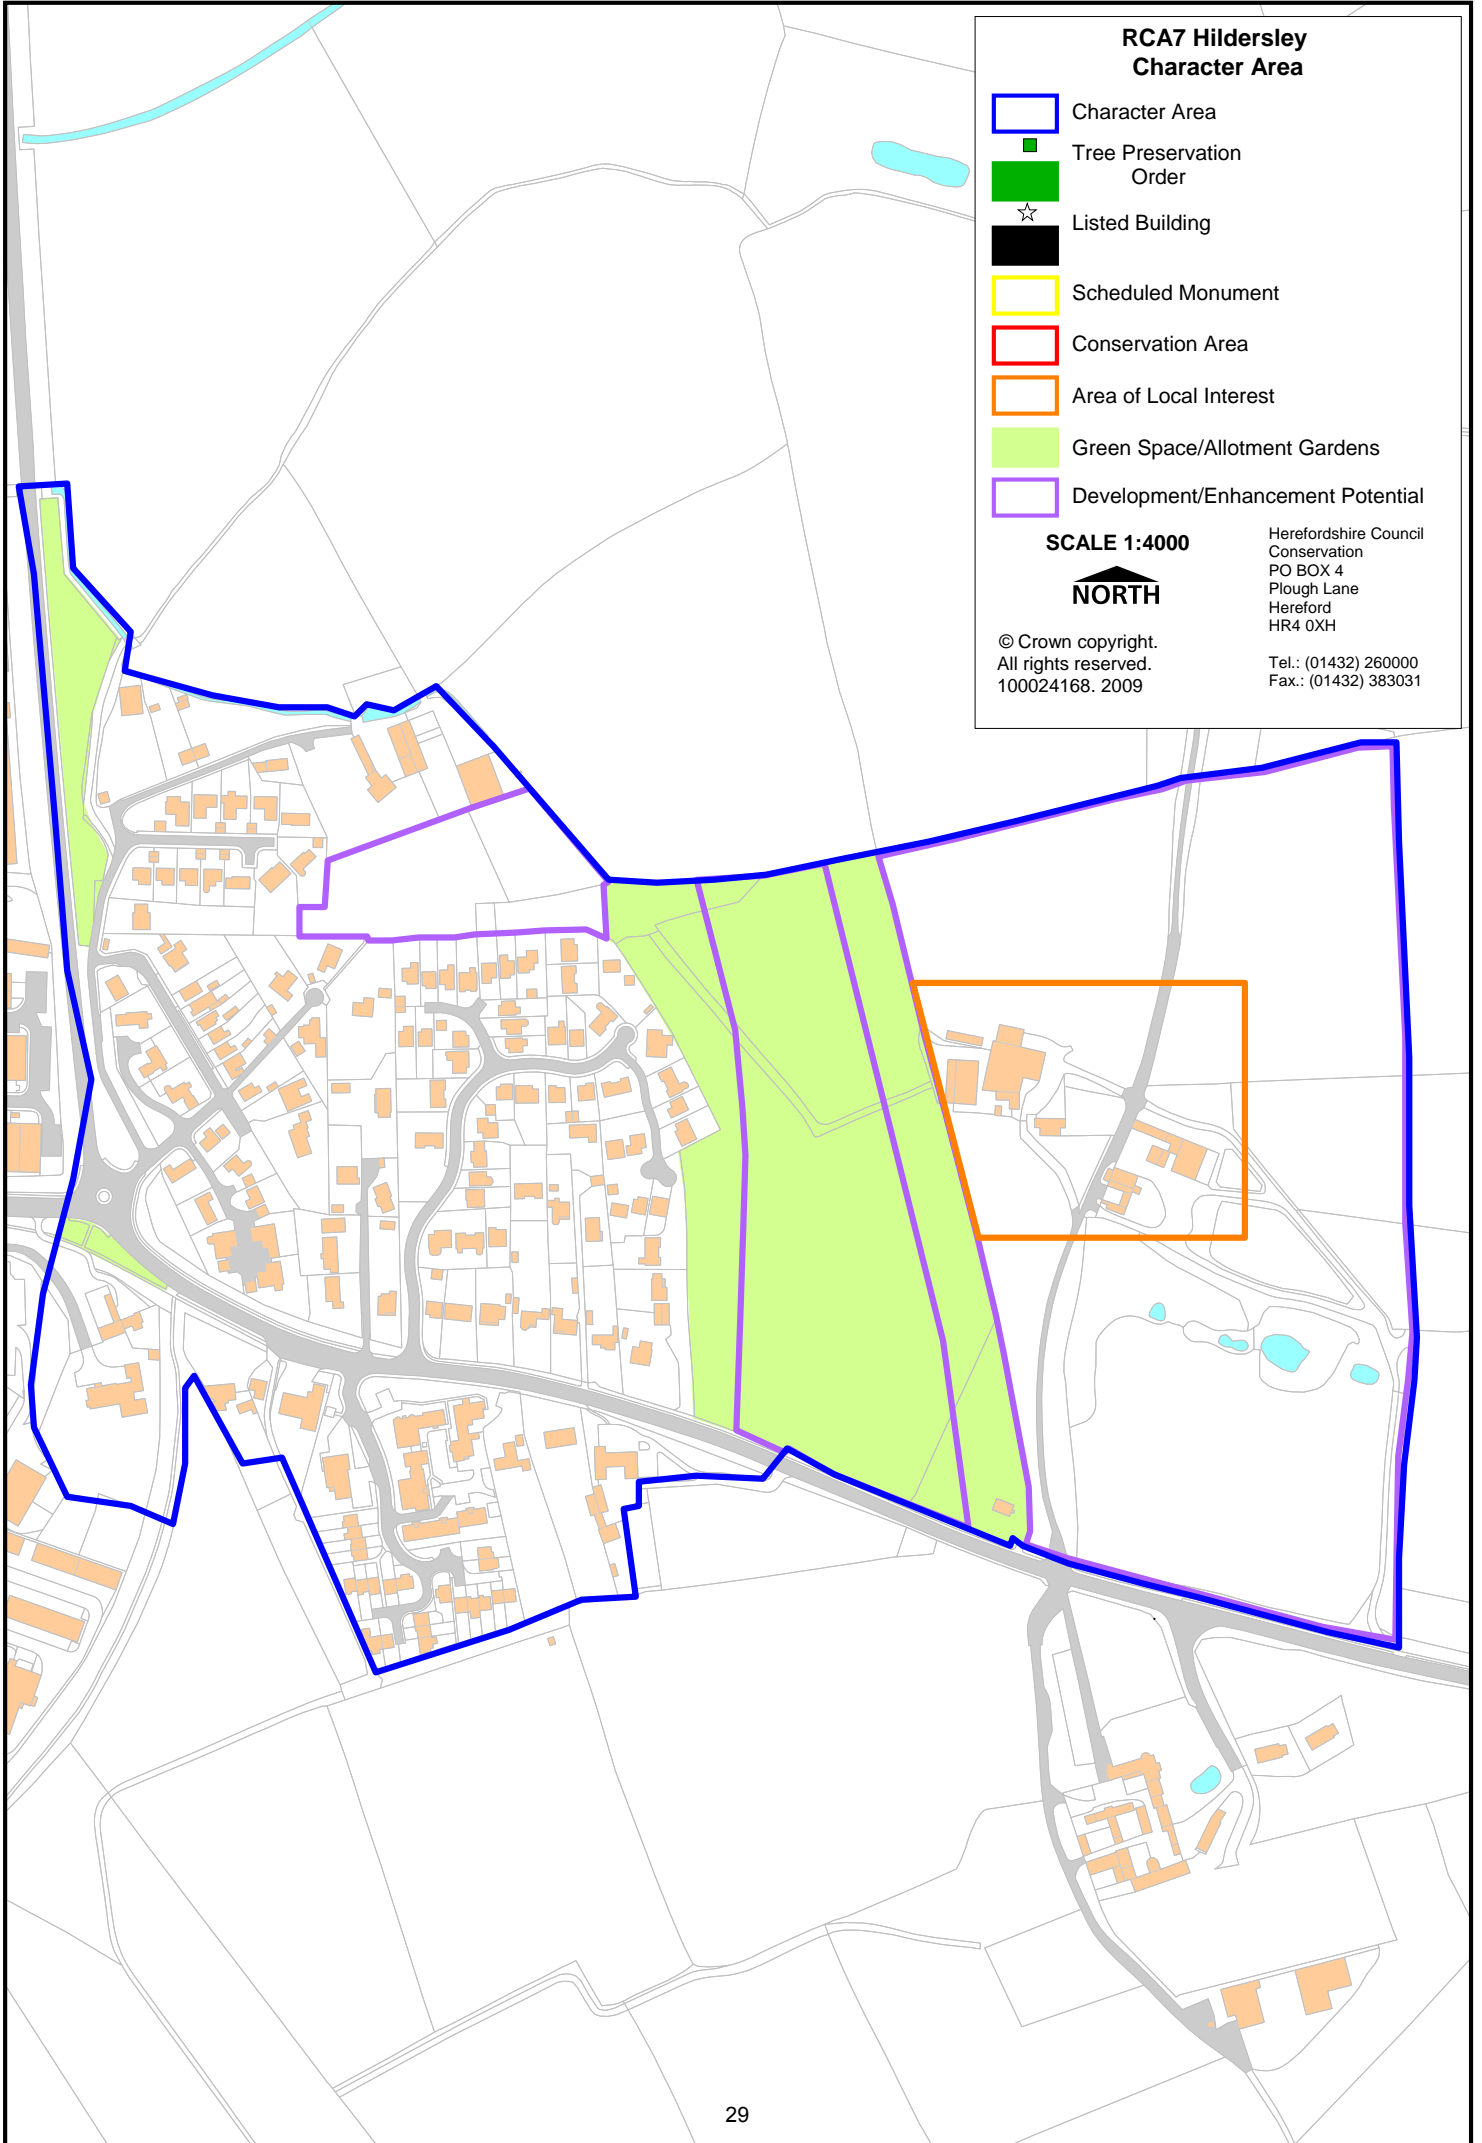 RCA7 Hildersley
Character Area
Character Area
Tree Preservation
Order
Listed Building
Scheduled Monument
Conservation Area
Area of Local Interest
Green Space/Allotment Gardens
Development/Enhancement Potential
SCALE 1:4000
NORTH
© Crown copyright.
All rights reserved.
100024168. 2009
Herefordshire Council
Conservation
PO BOX 4
Plough Lane
Hereford
HR4 0XH
Tel.: (01432) 260000
Fax.: (01432) 383031
29